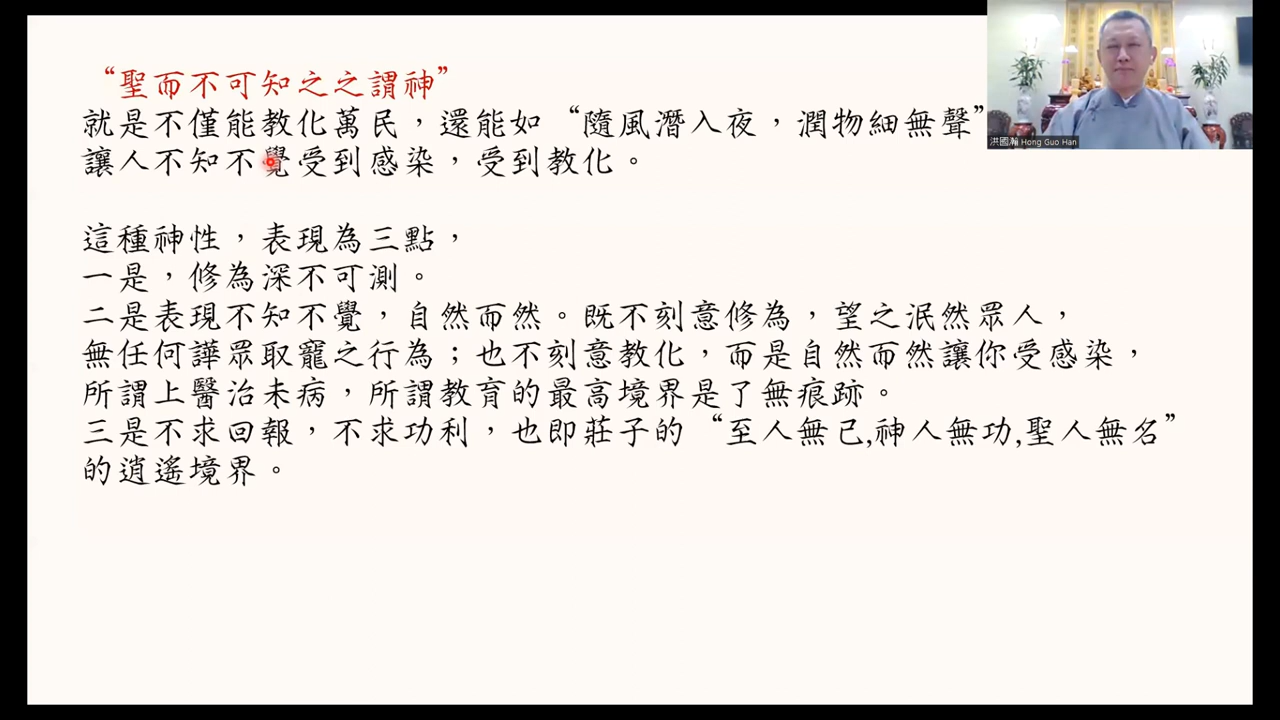 “聖而不可知之之謂神”
就是不僅能教化萬民，還能如“隨風潛入夜，潤物細無聲”
讓人不知不覺受到感染，受到教化。
這種神性，表現為三點，
一是，修為深不可測。
二是表現不知不覺，自然而然。既不刻意修為，望之泯然眾人，
無任何譁眾取寵之行為；也不刻意教化，而是自然而然讓你受感染，
所謂上醫治未病，所謂教育的最高境界是了無痕跡。
三是不求回報，不求功利，也即莊子的“至人無己,神人無功,聖人無名”
的逍遙境界。
洪國瀚 Hong Guo Han